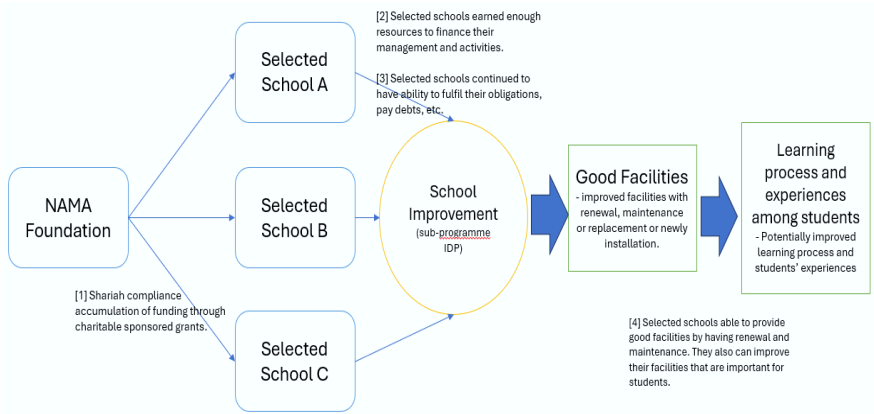 [2] Selected schools earned enough
resources to finance their
management and activities.
[3] Selected schools continued to
have ability to fulfil their obligations,
pay debts, etc.
Selected
School A
NAMA
Foundation
Selected
School B
School
Improvement
(sub-programme
IDP)
Good Facilities
- improved facilities with
renewal, maintenance
or replacement or newly
installation.
Learning
process and
experiences
among students
- Potentially improved
learning process and
students' experiences
[1] Shariah compliance
accumulation of funding through
charitable sponsored grants.
Selected
School C
[4] Selected schools able to provide
good facilities by having renewal and
maintenance. They also can improve
their facilities that are important for
students.